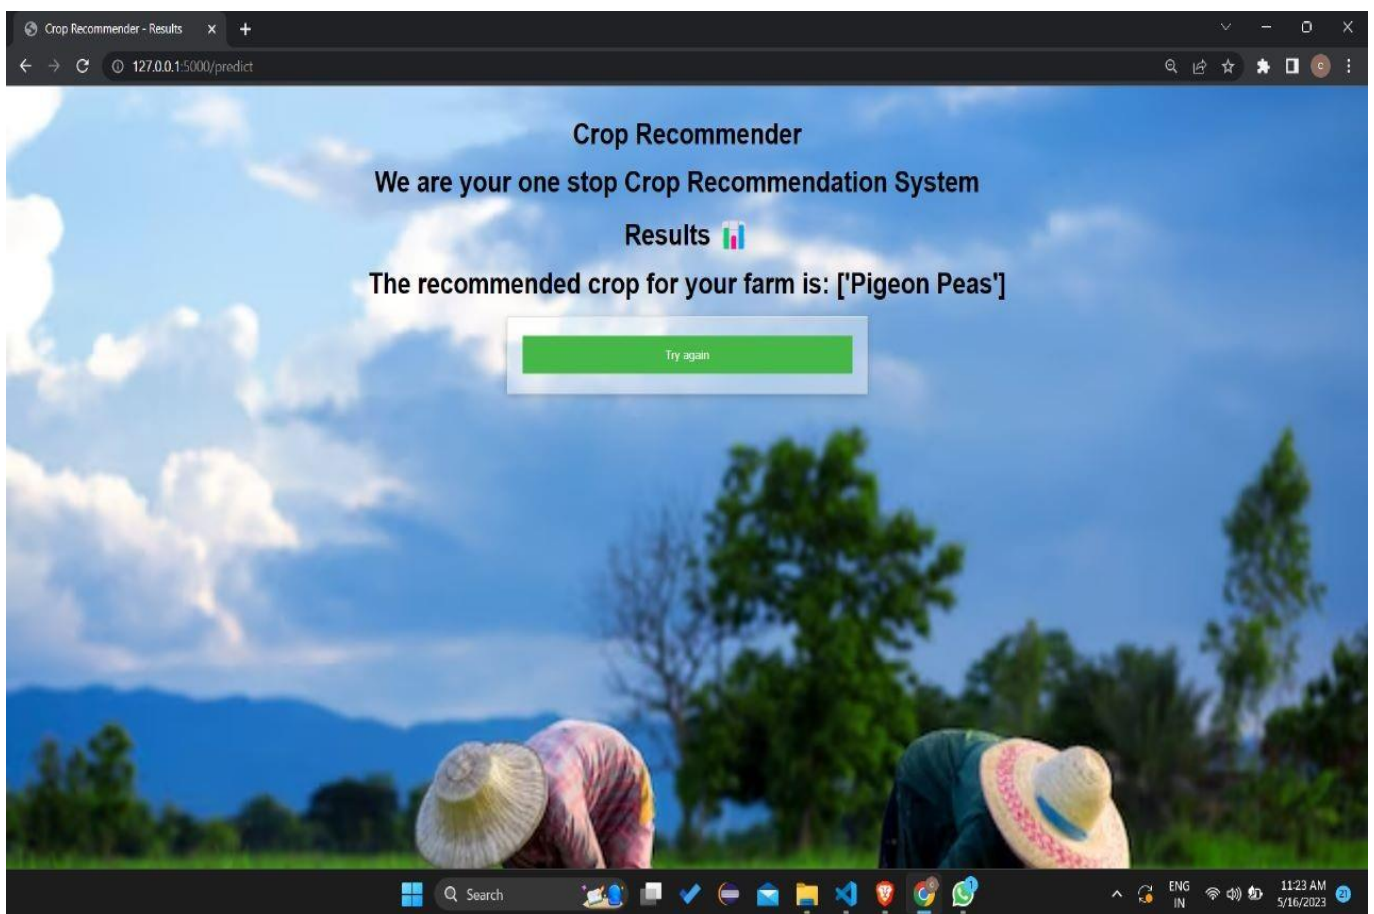 Crop Recommender - Results
127.0.0.1:5000/predict
C
Crop Recommender
We are your one stop Crop Recommendation System
Results
The recommended crop for your farm is: ['Pigeon Peas']
Try again
Search
1
ENG
IN
11:23 AM
5/16/2023
21